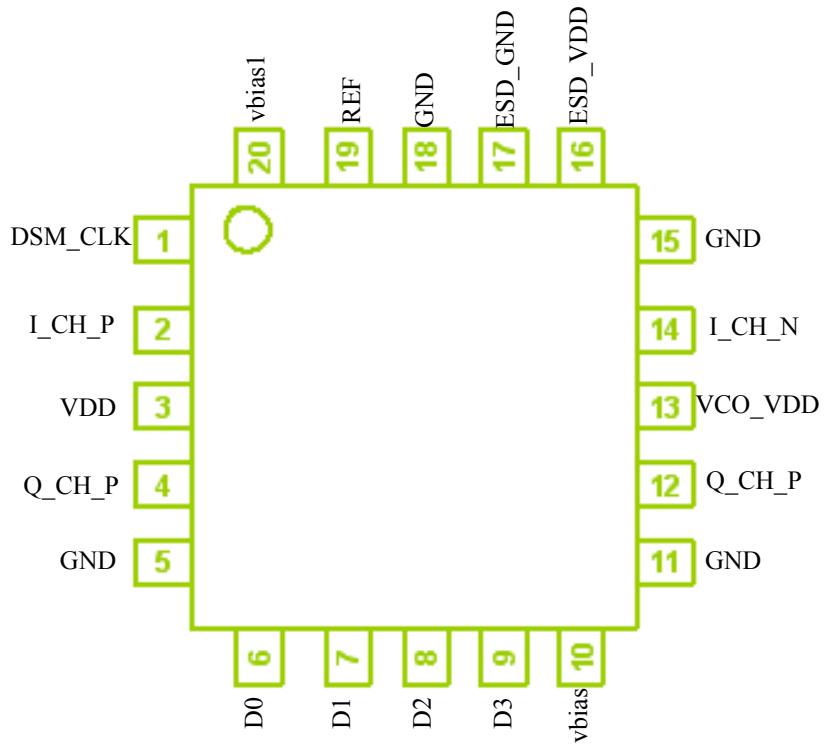 vbias1
REF
GND
ESD_GND
ESD_VDD
20
19
18
17
16
DSM_CLK 1
15 GND
I_CH_P 2
14 I_CH_N
VDD 3
13 VCO_VDD
Q_CH_P 4
12 Q_CH_P
GND 5
11 GND
6
7
8
9
10
D0
D1
D2
D3
vbias